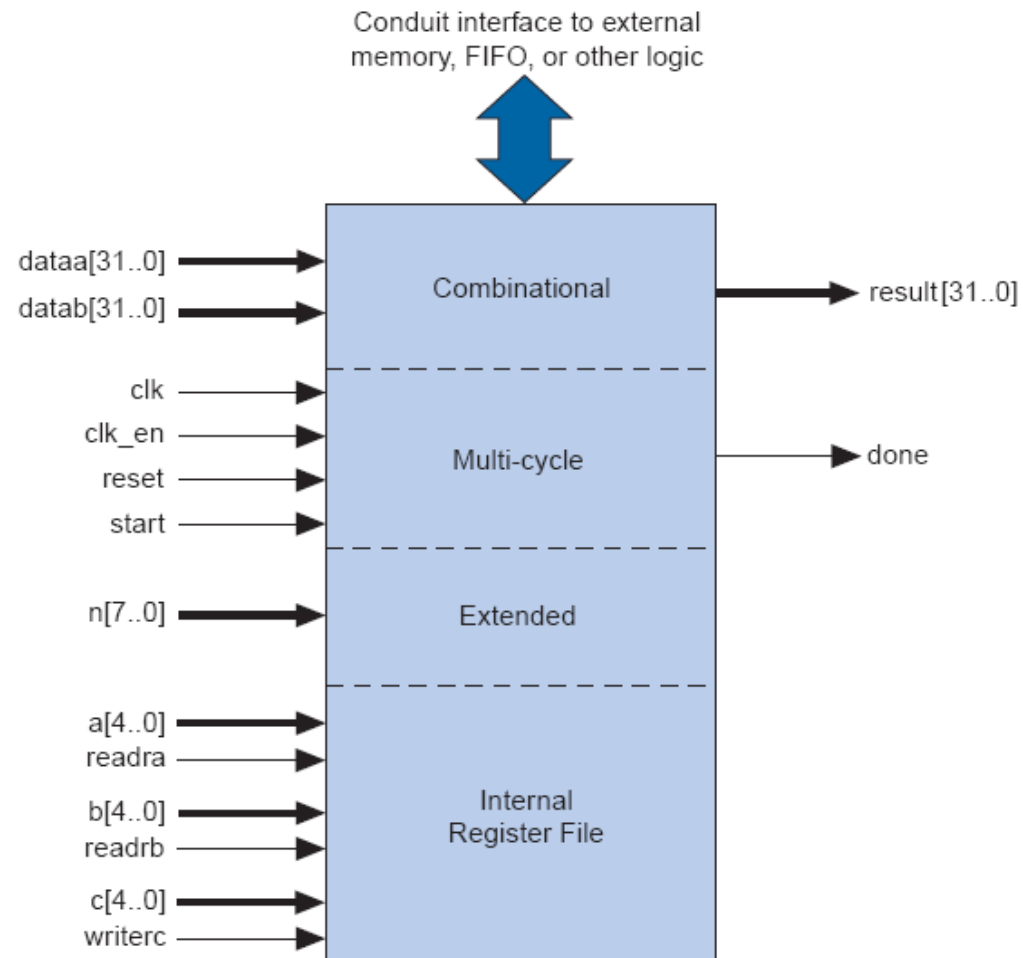 Conduit interface to external
memory, FIFO, or other logic
dataa[31..0]
datab[31..0]
Combinational
result[31..0]
clk
clk_en
reset
start
Multi-cycle
done
n[7..0]
Extended
a[4..0]
readra
b[4..0]
readrb
c[4..0]
writerc
Internal
Register File